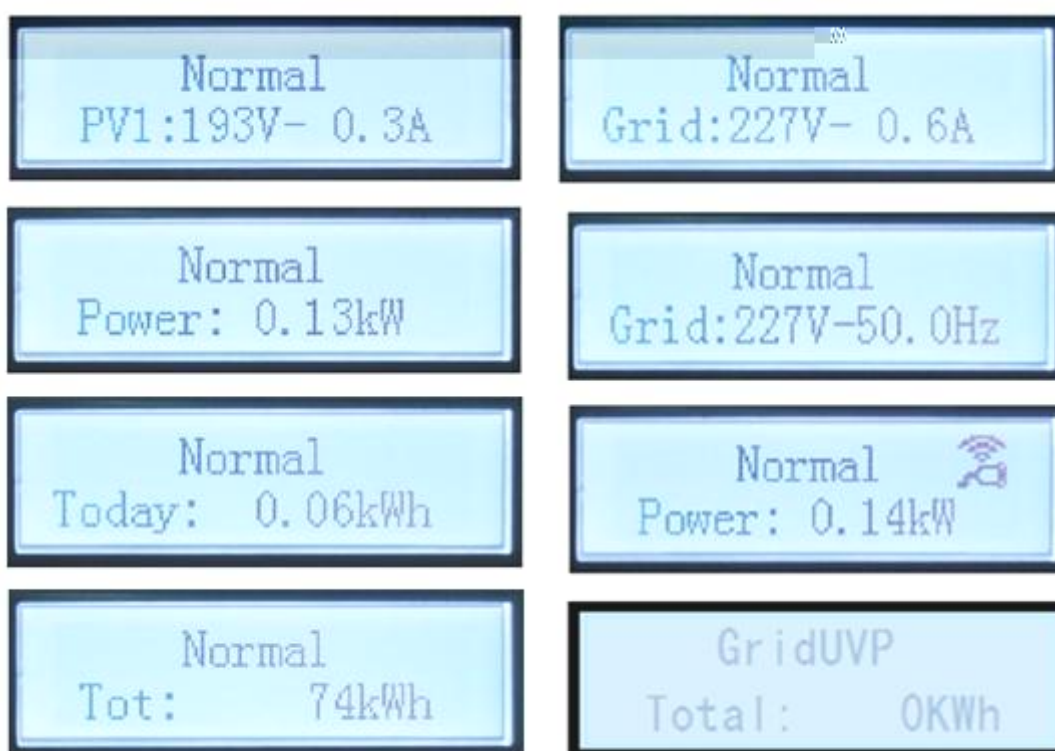 Normal
PV1:193V- 0.3A
Normal
Grid:227V- 0.6A
Normal
Power: 0.13kW
Normal
Grid:227V-50.0Hz
Normal
Today: 0.06kWh
Normal
Power: 0.14kW
Normal
Tot: 74kWh
GridUVP
Total: 0KWh